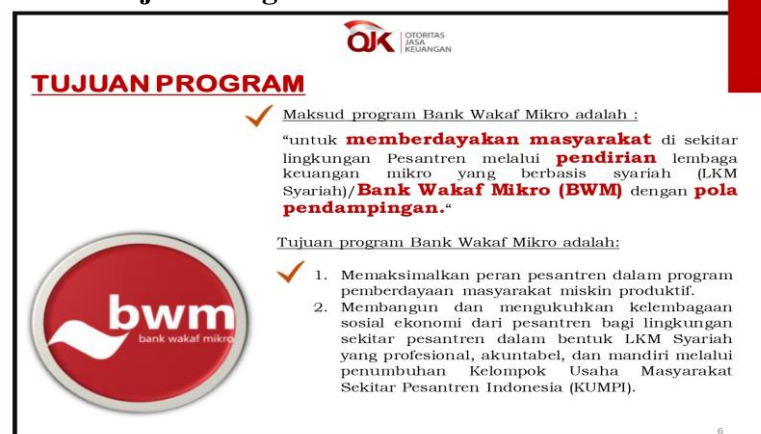 OJK OTORITAS
JASA
KEUANGAN
TUJUAN PROGRAM
Maksud program Bank Wakaf Mikro adalah :
“untuk memberdayakan masyarakat di sekitar
lingkungan Pesantren melalui pendirian lembaga
keuangan mikro yang berbasis syariah (LKM
Syariah)/Bank Wakaf Mikro (BWM) dengan pola
pendampingan.“
Tujuan program Bank Wakaf Mikro adalah:
1. Memaksimalkan peran pesantren dalam program
pemberdayaan masyarakat miskin produktif.
2. Membangun dan mengukuhkan kelembagaan
sosial ekonomi dari pesantren bagi lingkungan
sekitar pesantren dalam bentuk LKM Syariah
yang profesional, akuntabel, dan mandiri melalui
penumbuhan Kelompok Usaha Masyarakat
Sekitar Pesantren Indonesia (KUMPI).
bwm
bank wakaf mikro
6